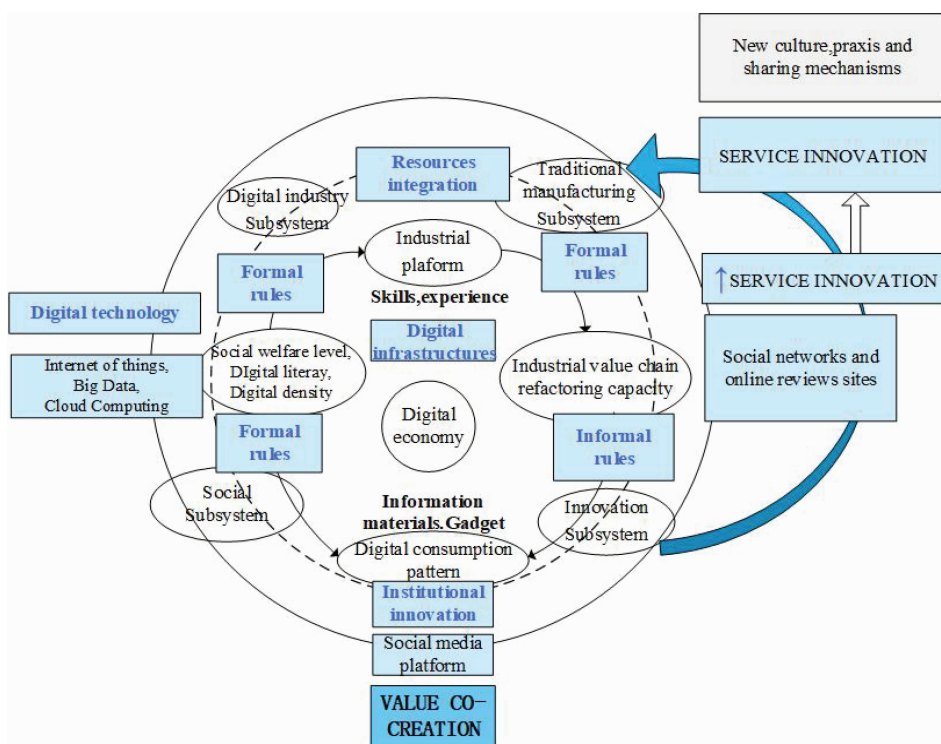 New culture,praxis and
sharing mechanisms
SERVICE INNOVATION
Resources
integration
Traditional
manufacturing
Subsystem
Digital industry
Subsystem
Industrial
plaform
Formal
rules
Formal
rules
Skills,experience
↑ SERVICE INNOVATION
Digital technology
Digital
infrastructures
Internet of things,
Big Data,
Cloud Computing
Social welfare level,
DIgital literay,
Digital density
Industrial value chain
refactoring capacity
Social networks and
online reviews sites
Digital
economy
Formal
rules
Informal
rules
Social
Subsystem
Information
materials.Gadget
Innovation
Subsystem
Digital consumption
pattern
Institutional
innovation
Social media
platform
VALUE CO-
CREATION